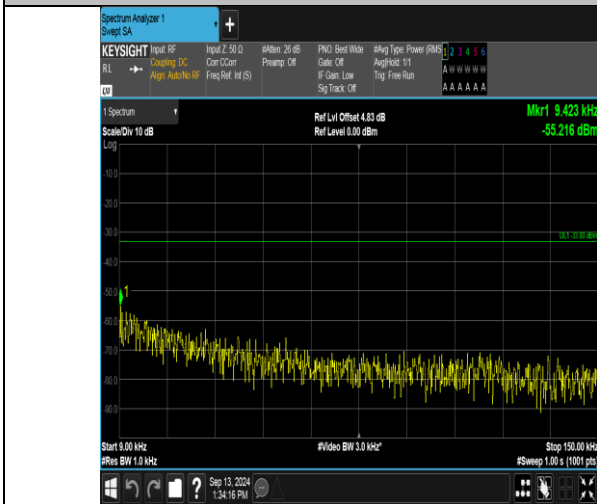 Spectrum Analyzer 1
Swept SA
+
KEYSIGHT Input: RF Input Z: 50 Ω #Atten: 26 dB PNO: Best Wide #Avg Type: Power (RMS 1 2 3 4 5 6
RL Coupling: DC Corr CCorr Preamp: Off Gate: Off Avg|Hold: 1/1 A W W W W W
Align: Auto/No RF Freq Ref: Int (S) IF Gain: Low Trig: Free Run
Sig Track: Off A A A A A A
1 Spectrum Ref Lvl Offset 4.83 dB Mkr1 9.423 kHz
Scale/Div 10 dB Ref Level 0.00 dBm -55.216 dBm
Log
-10.0
-20.0
-30.0
DL1 -33.00 dBm
-40.0
-50.0
1
-60.0
-70.0
-80.0
-90.0
Start 9.00 kHz #Video BW 3.0 kHz* Stop 150.00 kHz
#Res BW 1.0 kHz #Sweep 1.00 s (1001 pts)
? Sep 13, 2024
1:34:16 PM